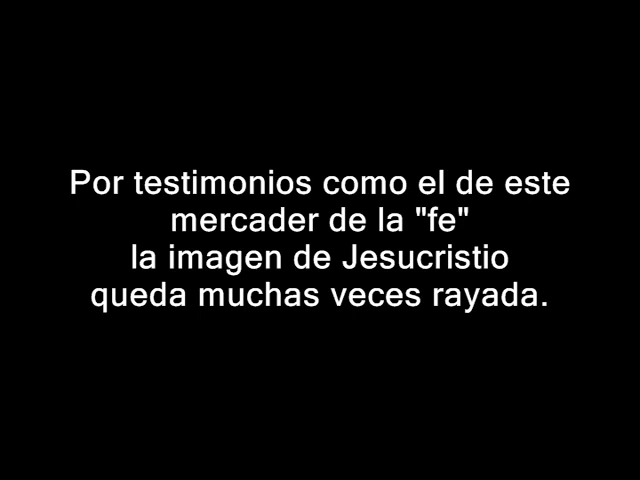 Por testimonios como el de este
mercader de la "fe"
la imagen de Jesucristio
queda muchas veces rayada.